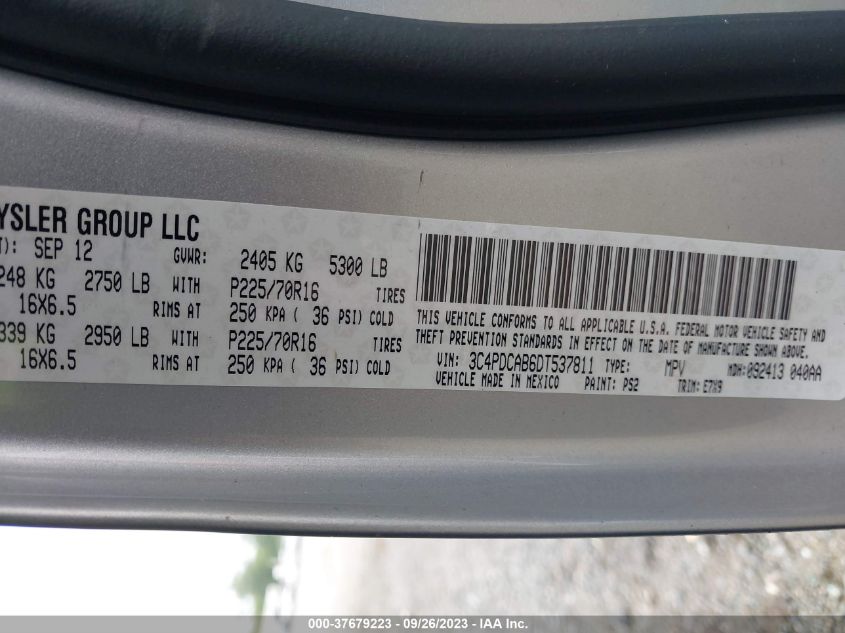 YSLER GROUP LLC
T): SEP 12 GVWR: 2405 KG 5300 LB
248 KG 2750 LB WITH P225/70R16 TIRES
16X6.5 RIMS AT 250 KPA ( 36 PSI) COLD
339 KG 2950 LB WITH P225/70R16 TIRES
16X6.5 RIMS AT 250 KPA ( 36 PSI) COLD
THIS VEHICLE CONFORMS TO ALL APPLICABLE U.S.A. FEDERAL MOTOR VEHICLE SAFETY AND
THEFT PREVENTION STANDARDS IN EFFECT ON THE DATE OF MANUFACTURE SHOWN ABOVE.
VIN: 3C4PDCAB6DT537811 TYPE: MPV MDH:092413 040AA
VEHICLE MADE IN MEXICO PAINT: PS2 TRIM: E7X9
000-37679223 - 09/26/2023 - IAA Inc.